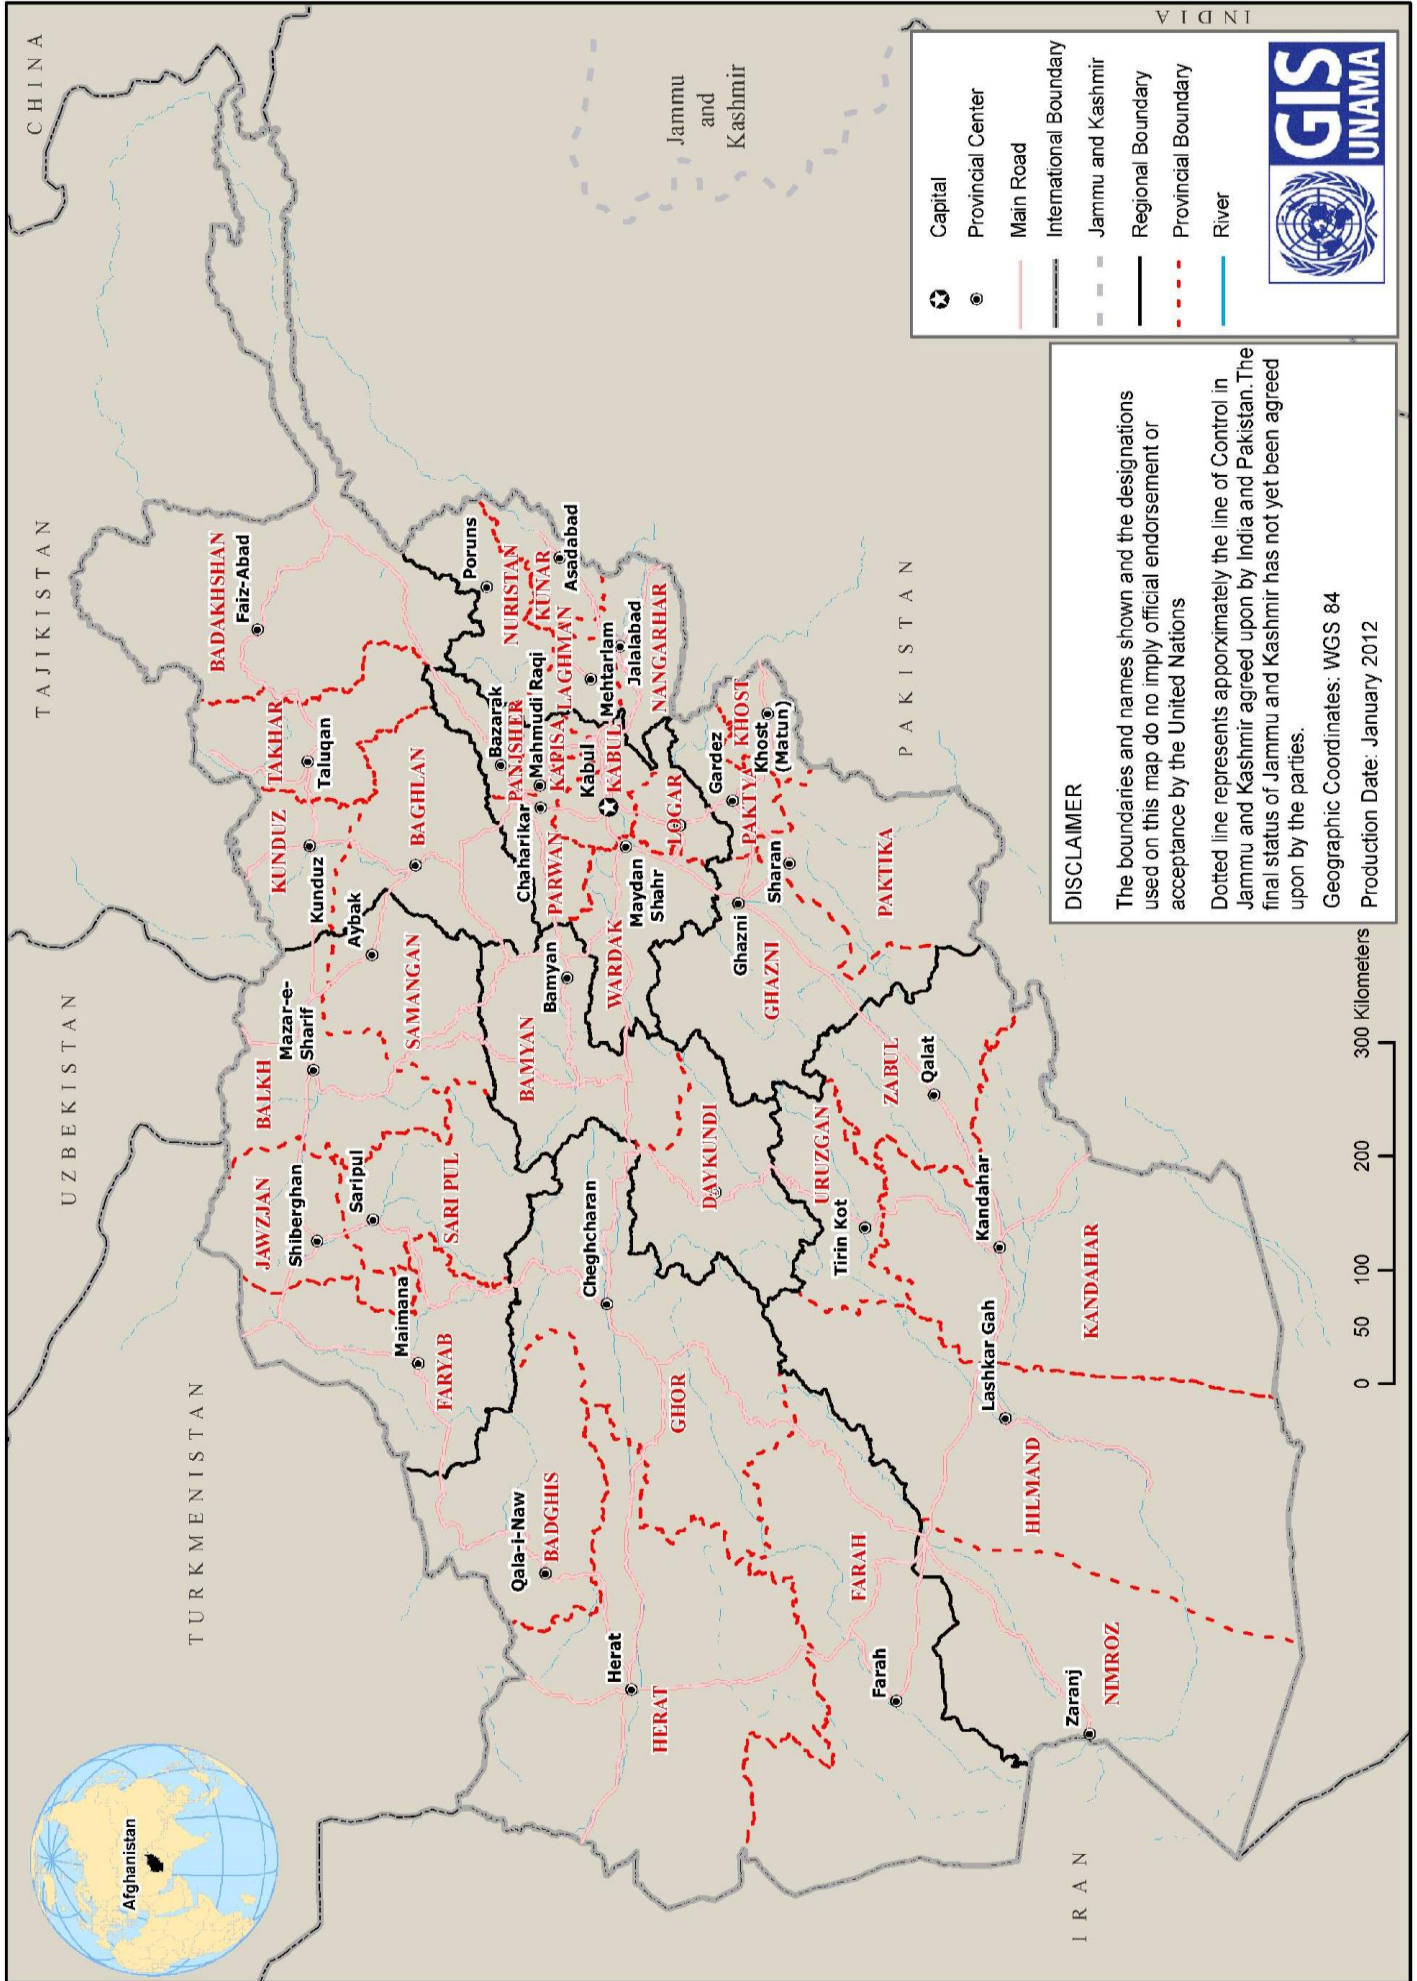 CHINA
TAJIKISTAN
UZBEKISTAN
TURKMENISTAN
IRAN
PAKISTAN
INDIA
Jammu
and
Kashmir
Afghanistan
BADAKHSHAN
Faiz-Abad
TAKHAR
Taluqan
KUNDUZ
Kunduz
BAGHLAN
Aybak
SAMANGAN
BALKH
Mazar-e-
Sharif
JAWZJAN
Shiberghan
Saripul
SARI PUL
Maimana
FARYAB
Qala-i-Naw
BADGHIS
Herat
HERAT
Cheghcharan
GHOR
BAMYAN
Bamyan
DAYKUNDI
WARDAK
Maydan
Shahr
PARWAN
Chaharikar
PANJSHER
Bazarak
KAPISA
Mahmudi Raqi
KABUL
Kabul
LAGHMAN
Mehtarlam
NURISTAN
Poruns
KUNAR
Asadabad
NANGARHAR
Jalalabad
LOGAR
PAKTYA
Gardez
KHOST
Khost
(Matun)
PAKTIKA
Sharan
GHAZNI
Ghazni
ZABUL
Qalat
URUZGAN
Tirin Kot
KANDAHAR
Kandahar
HILMAND
Lashkar Gah
FARAH
Farah
NIMROZ
Zaranj
0 50 100 200 300 Kilometers
DISCLAIMER
The boundaries and names shown and the designations
used on this map do no imply official endorsement or
acceptance by the United Nations
Dotted line represents apporximately the line of Control in
Jammu and Kashmir agreed upon by India and Pakistan.The
final status of Jammu and Kashmir has not yet been agreed
upon by the parties.
Geographic Coordinates: WGS 84
Production Date: January 2012
Capital
Provincial Center
Main Road
International Boundary
Jammu and Kashmir
Regional Boundary
Provincial Boundary
River
GIS
UNAMA